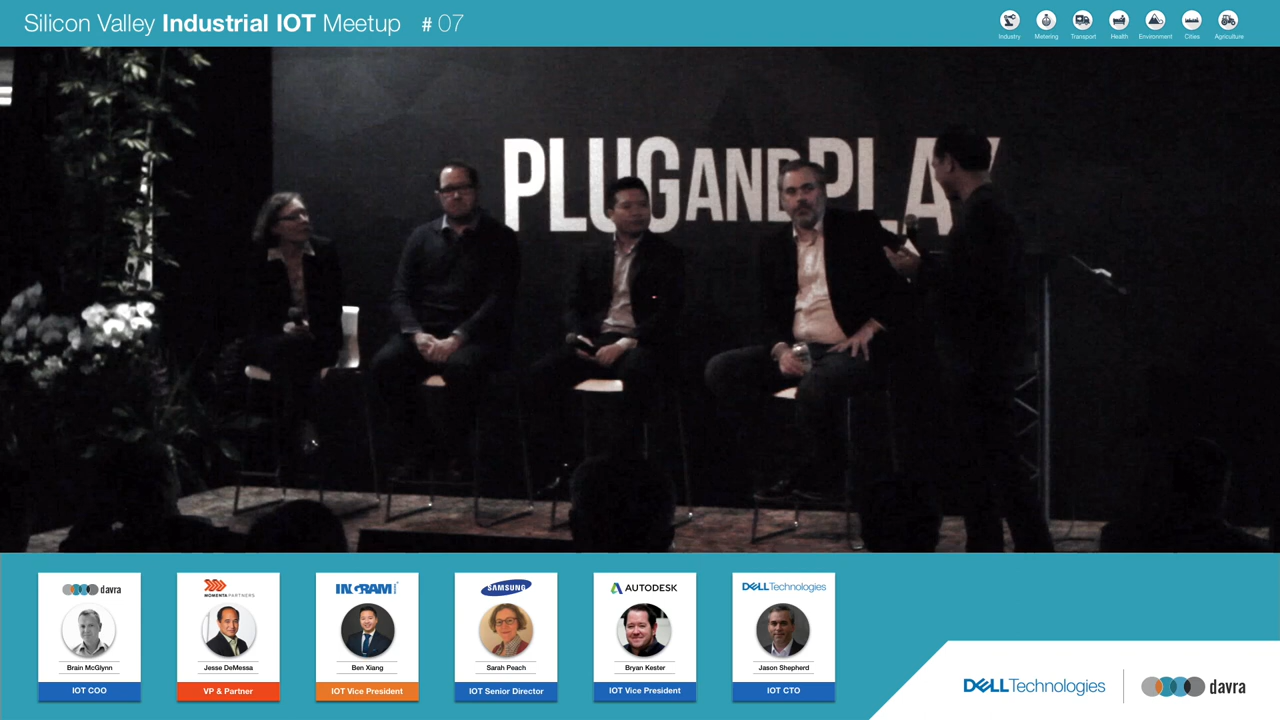 Silicon Valley Industrial IOT Meetup # 07
Industry Metering Transport Health Environment Cities Agriculture
PLUG AND PLAY
davra
MOMENTA PARTNERS
INGRAM
SAMSUNG
AUTODESK
DELL Technologies
Brain McGlynn
Jesse DeMessa
Ben Xiang
Sarah Peach
Bryan Kester
Jason Shepherd
IOT COO
VP & Partner
IOT Vice President
IOT Senior Director
IOT Vice President
IOT CTO
DELL Technologies
davra